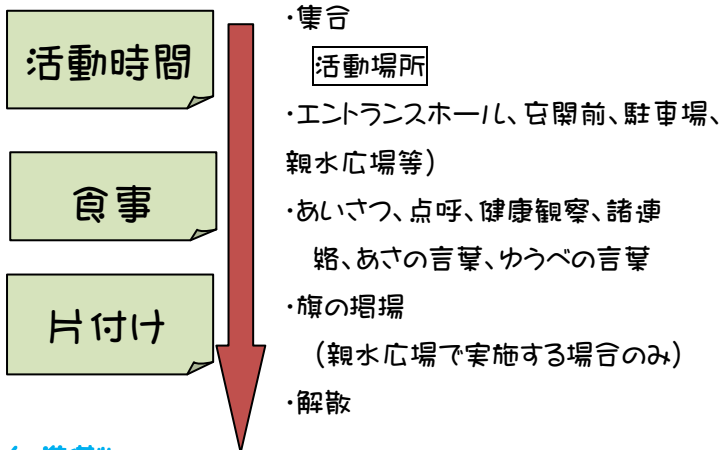 活動時間
食事
片付け
・集合
活動場所
・エントランスホール、玄関前、駐車場、
親水広場等)
・あいさつ、点呼、健康観察、諸連
絡、あさの言葉、ゆうべの言葉
・旗の掲揚
(親水広場で実施する場合のみ)
・解散